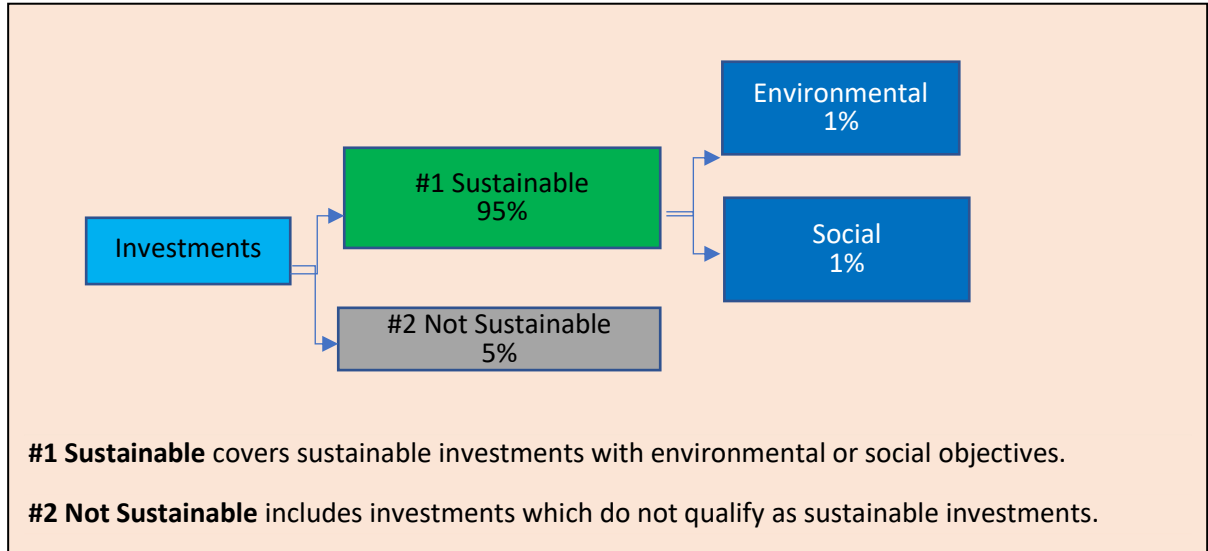 Environmental
1%
#1 Sustainable
95%
Investments
Social
1%
#2 Not Sustainable
5%
#1 Sustainable covers sustainable investments with environmental or social objectives.
#2 Not Sustainable includes investments which do not qualify as sustainable investments.